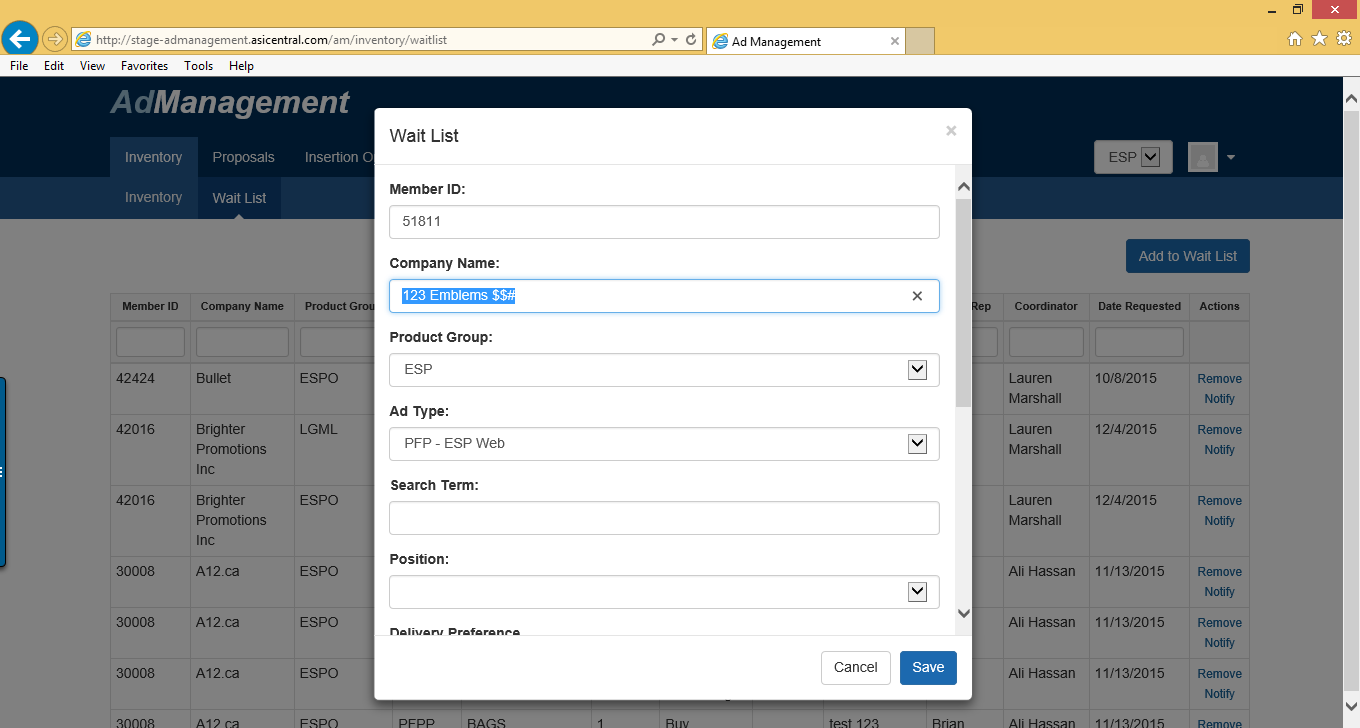 http://stage-admanagement.asicentral.com/am/inventory/waitlist
Ad Management
File Edit View Favorites Tools Help
AdManagement
Inventory Proposals Insertion O
ESP
Inventory Wait List
Add to Wait List
Wait List
Member ID:
51811
Company Name:
123 Emblems $$#
Product Group:
ESP
Ad Type:
PFP - ESP Web
Search Term:
Position:
Delivery Preference
Cancel Save
Member ID Company Name Product Grou Rep Coordinator Date Requested Actions
42424 Bullet ESPO Lauren Marshall 10/8/2015 Remove
Notify
42016 Brighter Promotions Inc LGML Lauren Marshall 12/4/2015 Remove
Notify
42016 Brighter Promotions Inc ESPO Lauren Marshall 12/4/2015 Remove
Notify
30008 A12.ca ESPO Ali Hassan 11/13/2015 Remove
Notify
30008 A12.ca ESPO Ali Hassan 11/13/2015 Remove
Notify
30008 A12.ca ESPO Ali Hassan 11/13/2015 Remove
Notify
30008 A12.ca ESPO PFPP BAGS 1 Buy test 123 Brian Ali Hassan 11/13/2015 Remove